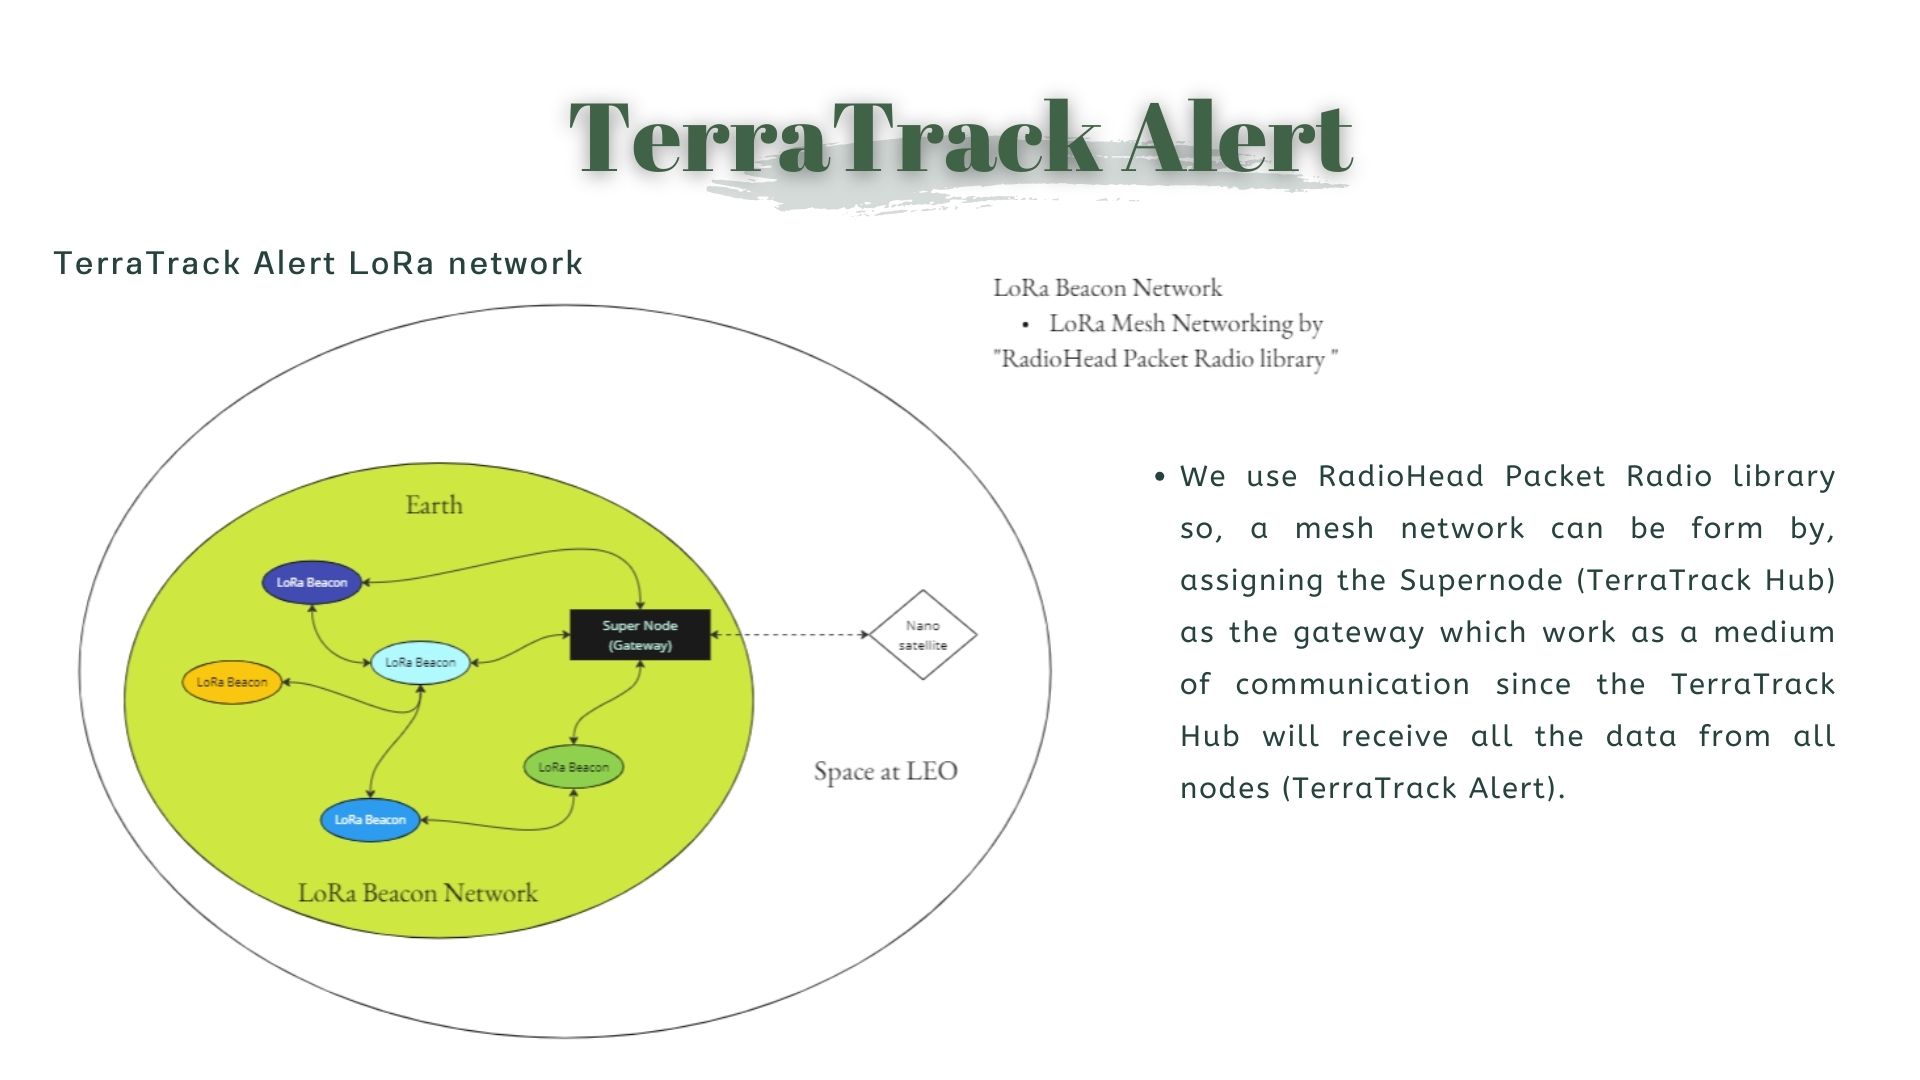 TerraTrack Alert
TerraTrack Alert LoRa network
LoRa Beacon Network
• LoRa Mesh Networking by
"RadioHead Packet Radio library "
Earth
LoRa Beacon
Super Node
(Gateway)
Nano
satellite
LoRa Beacon
LoRa Beacon
LoRa Beacon
LoRa Beacon
Space at LEO
LoRa Beacon Network
• We use RadioHead Packet Radio library
so, a mesh network can be form by,
assigning the Supernode (TerraTrack Hub)
as the gateway which work as a medium
of communication since the TerraTrack
Hub will receive all the data from all
nodes (TerraTrack Alert).